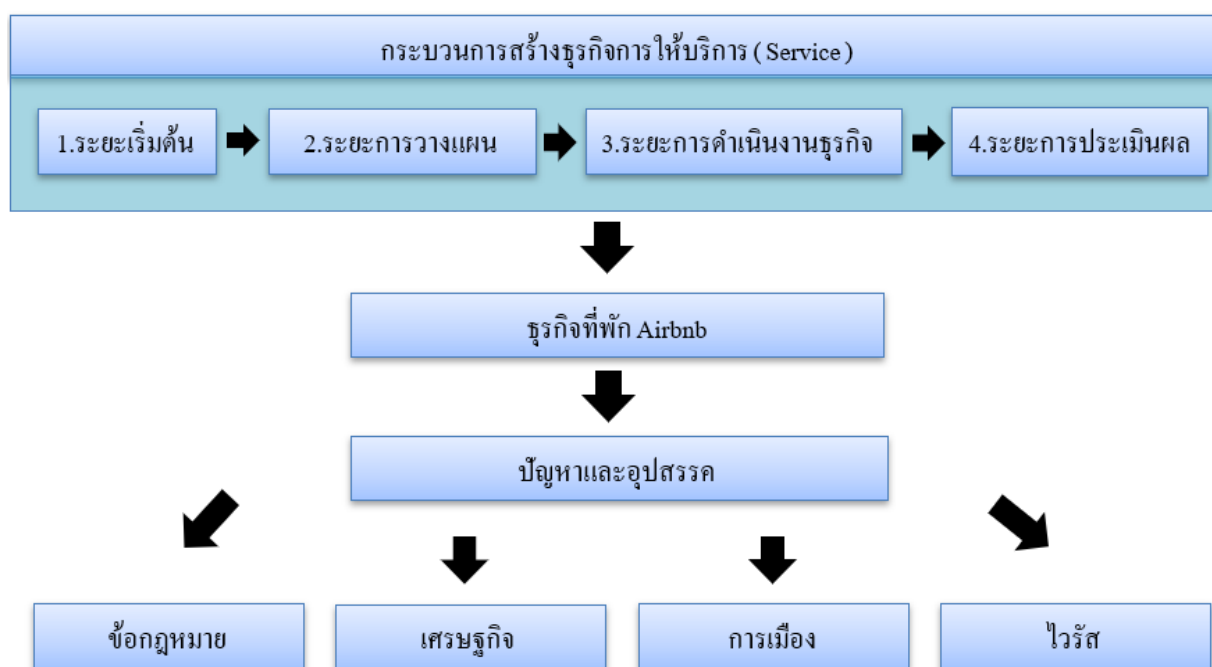 กระบวนการสร้างธุรกิจการให้บริการ ( Service )
1.ระยะเริ่มต้น
2.ระยะการวางแผน
3.ระยะการดำเนินงานธุรกิจ
4.ระยะการประเมินผล
ธุรกิจที่พัก Airbnb
ปัญหาและอุปสรรค
ข้อกฎหมาย
เศรษฐกิจ
การเมือง
ไวรัส